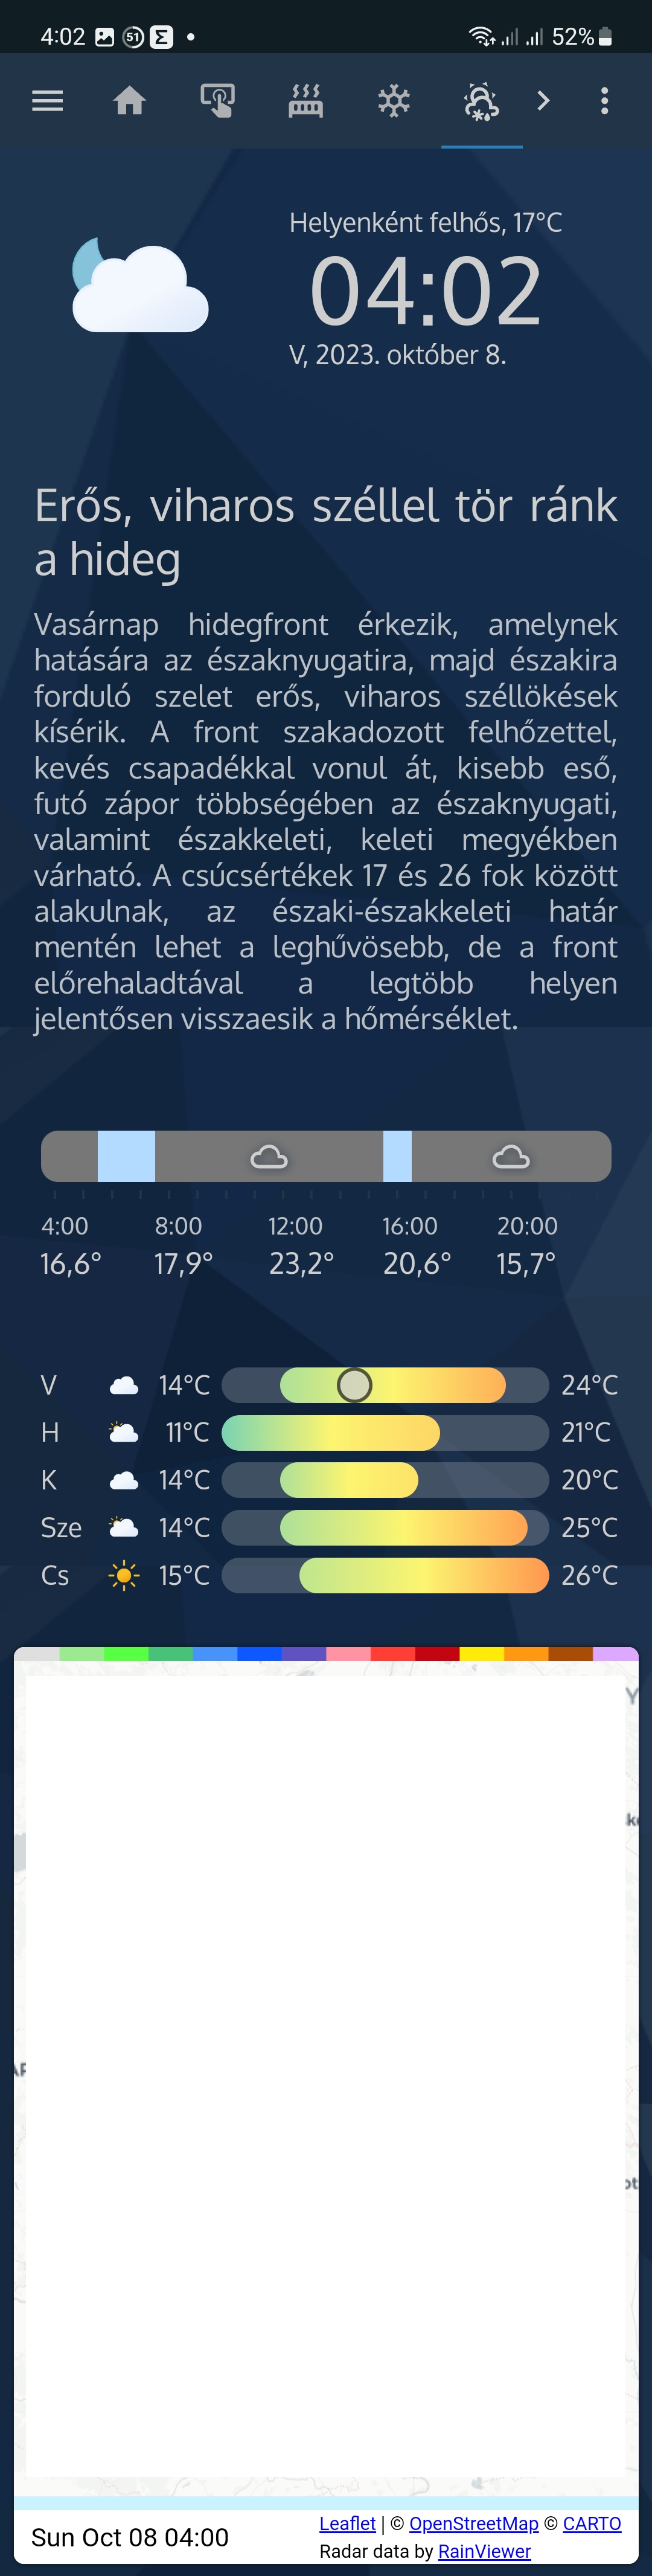 4:02 51 Σ 52%
Helyenként felhős, 17°C
04:02
V, 2023. október 8.
Erős, viharos széllel tör ránk
a hideg
Vasárnap hidegfront érkezik, amelynek
hatására az északnyugatira, majd északira
forduló szelet erős, viharos széllökések
kísérik. A front szakadozott felhőzettel,
kevés csapadékkal vonul át, kisebb eső,
futó zápor többségében az északnyugati,
valamint északkeleti, keleti megyékben
várható. A csúcsértékek 17 és 26 fok között
alakulnak, az északi-északkeleti határ
mentén lehet a leghűvösebb, de a front
előrehaladtával a legtöbb helyen
jelentősen visszaesik a hőmérséklet.
4:00 8:00 12:00 16:00 20:00
16,6° 17,9° 23,2° 20,6° 15,7°
V 14°C 24°C
H 11°C 21°C
K 14°C 20°C
Sze 14°C 25°C
Cs 15°C 26°C
Sun Oct 08 04:00
Leaflet | © OpenStreetMap © CARTO
Radar data by RainViewer